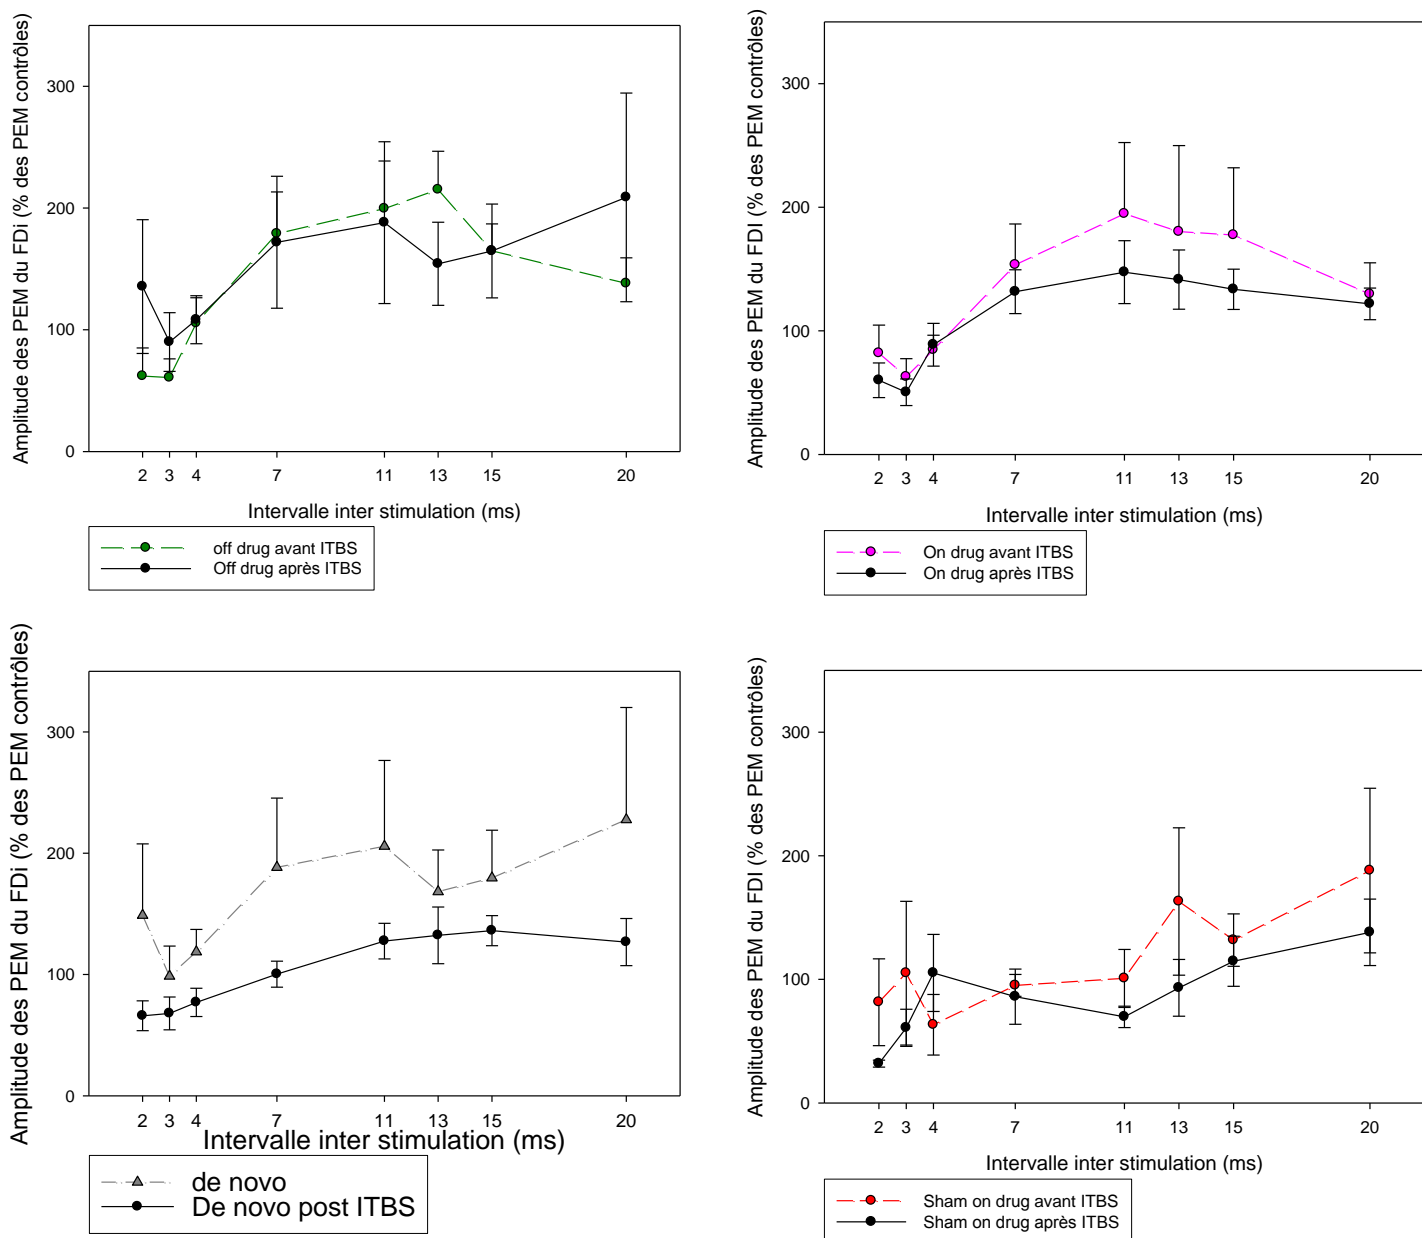 Amplitude des PEM du FDi (% des PEM contrôles)
300
200
100
0
2 3 4 7 11 13 15 20
Intervalle inter stimulation (ms)
off drug avant ITBS
Off drug après ITBS
Amplitude des PEM du FDI (% des PEM contrôles)
300
200
100
0
2 3 4 7 11 13 15 20
Intervalle inter stimulation (ms)
On drug avant ITBS
On drug après ITBS
Amplitude des PEM du FDi (% des PEM contrôles)
300
200
100
0
2 3 4 7 11 13 15 20
Intervalle inter stimulation (ms)
de novo
De novo post ITBS
Amplitude des PEM du FDI (% des PEM contrôles)
300
200
100
0
2 3 4 7 11 13 15 20
Intervalle inter stimulation (ms)
Sham on drug avant ITBS
Sham on drug après ITBS